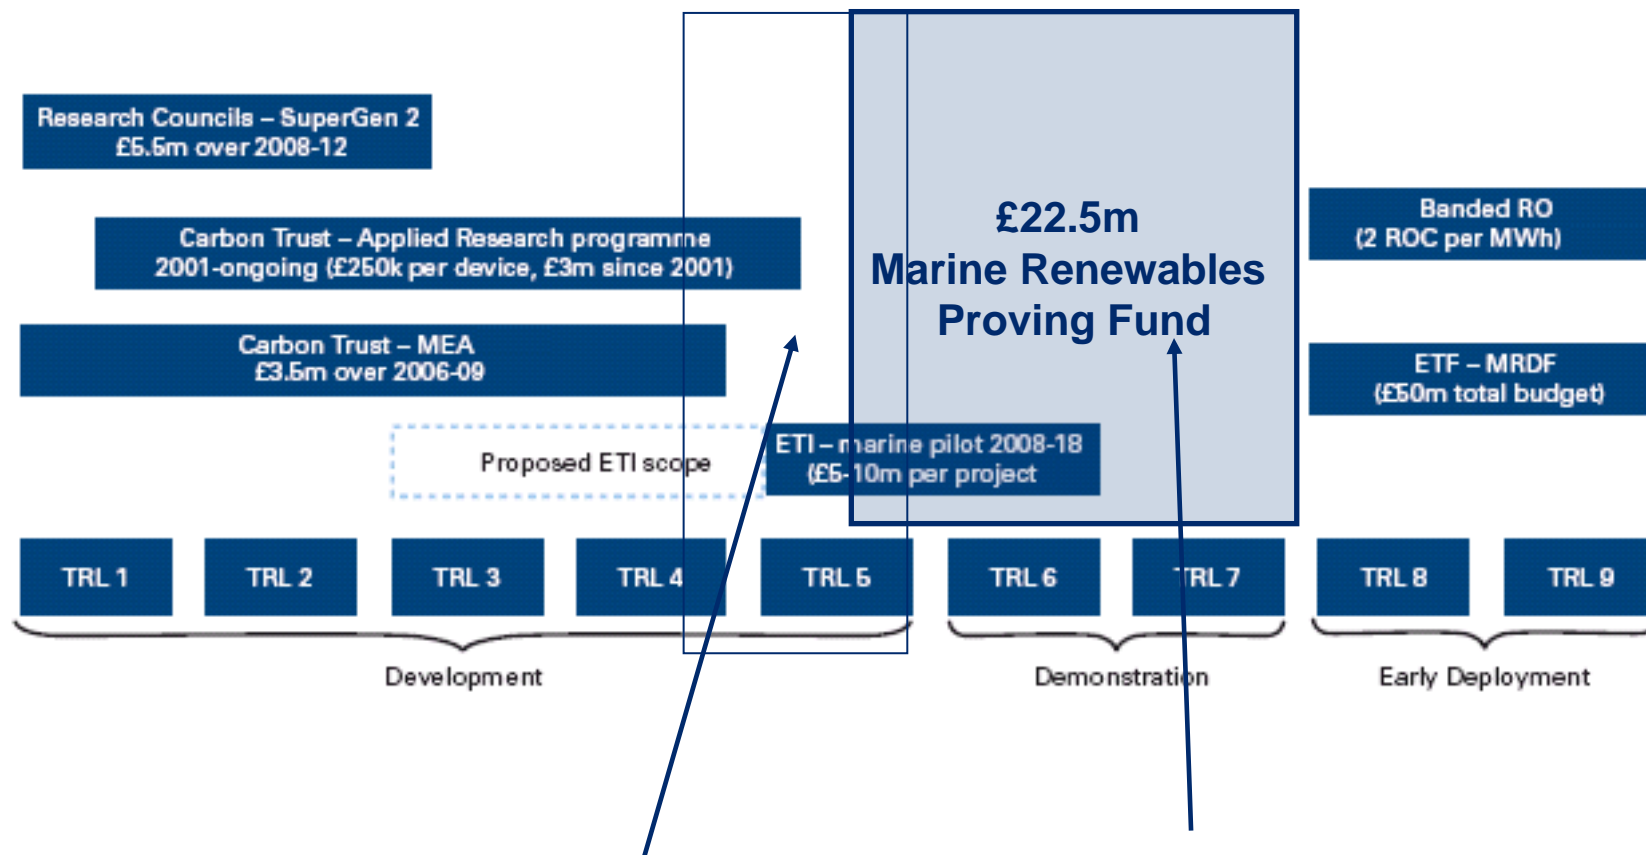 Research Councils – SuperGen 2
£5.5m over 2008-12
Carbon Trust – Applied Research programme
2001-ongoing (£250k per device, £3m since 2001)
Carbon Trust – MEA
£3.5m over 2006-09
Proposed ETI scope
ETI – marine pilot 2008-18
(£5-10m per project
£22.5m
Marine Renewables
Proving Fund
Banded RO
(2 ROC per MWh)
ETF – MRDF
(£50m total budget)
TRL 1
TRL 2
TRL 3
TRL 4
TRL 5
TRL 6
TRL 7
TRL 8
TRL 9
Development
Demonstration
Early Deployment